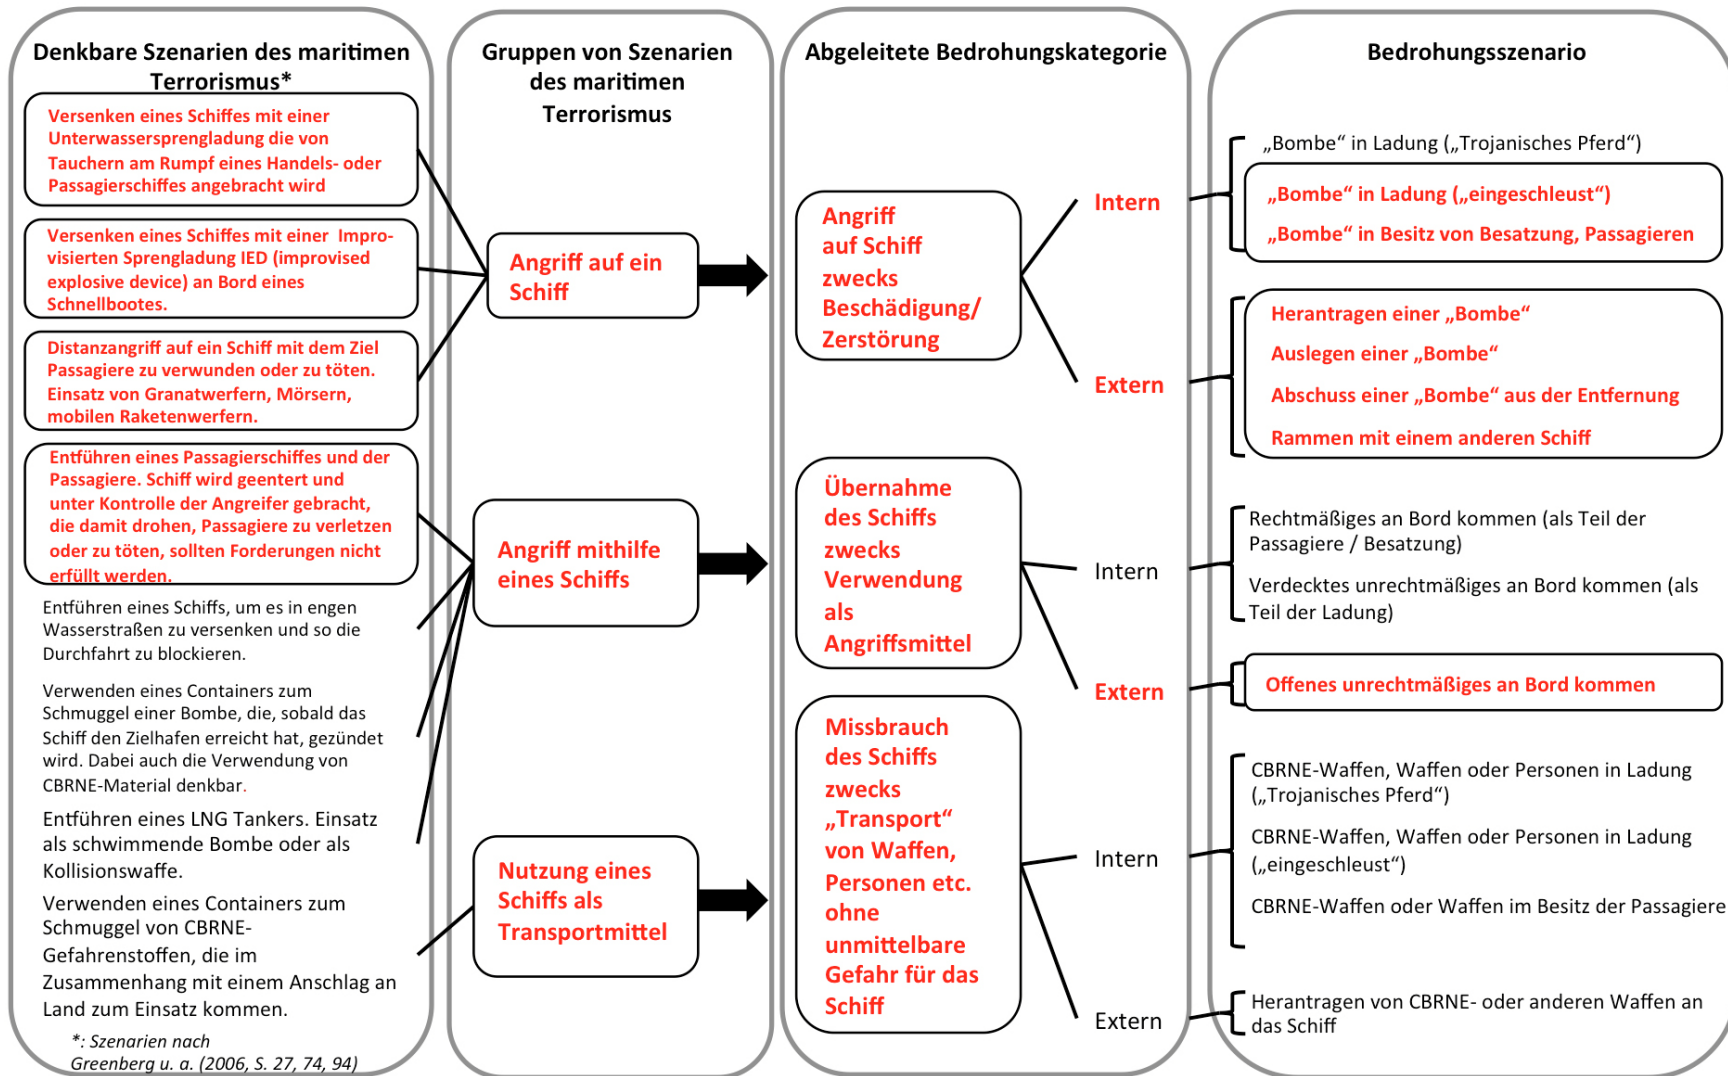 Denkbare Szenarien des maritimen
Terrorismus*
Versenken eines Schiffes mit einer
Unterwassersprengladung die von
Tauchern am Rumpf eines Handels- oder
Passagierschiffes angebracht wird
Versenken eines Schiffes mit einer Impro-
visierten Sprengladung IED (improvised
explosive device) an Bord eines
Schnellbootes.
Distanzangriff auf ein Schiff mit dem Ziel
Passagiere zu verwunden oder zu töten.
Einsatz von Granatwerfern, Mörsern,
mobilen Raketenwerfern.
Entführen eines Passagierschiffes und der
Passagiere. Schiff wird geentert und
unter Kontrolle der Angreifer gebracht,
die damit drohen, Passagiere zu verletzen
oder zu töten, sollten Forderungen nicht
erfüllt werden.
Entführen eines Schiffs, um es in engen
Wasserstraßen zu versenken und so die
Durchfahrt zu blockieren.
Verwenden eines Containers zum
Schmuggel einer Bombe, die, sobald das
Schiff den Zielhafen erreicht hat, gezündet
wird. Dabei auch die Verwendung von
CBRNE-Material denkbar.
Entführen eines LNG Tankers. Einsatz
als schwimmende Bombe oder als
Kollisionswaffe.
Verwenden eines Containers zum
Schmuggel von CBRNE-
Gefahrenstoffen, die im
Zusammenhang mit einem Anschlag an
Land zum Einsatz kommen.
*: Szenarien nach
Greenberg u. a. (2006, S. 27, 74, 94)
Gruppen von Szenarien
des maritimen
Terrorismus
Angriff auf ein
Schiff
Angriff mithilfe
eines Schiffs
Nutzung eines
Schiffs als
Transportmittel
Abgeleitete Bedrohungskategorie
Angriff
auf Schiff
zwecks
Beschädigung/
Zerstörung
Intern
Extern
Übernahme
des Schiffs
zwecks
Verwendung
als
Angriffsmittel
Intern
Extern
Missbrauch
des Schiffs
zwecks
„Transport“
von Waffen,
Personen etc.
ohne
unmittelbare
Gefahr für das
Schiff
Intern
Extern
Bedrohungsszenario
„Bombe“ in Ladung („Trojanisches Pferd“)
„Bombe“ in Ladung („eingeschleust“)
„Bombe“ in Besitz von Besatzung, Passagieren
Herantragen einer „Bombe“
Auslegen einer „Bombe“
Abschuss einer „Bombe“ aus der Entfernung
Rammen mit einem anderen Schiff
Rechtmäßiges an Bord kommen (als Teil der
Passagiere / Besatzung)
Verdecktes unrechtmäßiges an Bord kommen (als
Teil der Ladung)
Offenes unrechtmäßiges an Bord kommen
CBRNE-Waffen, Waffen oder Personen in Ladung
(„Trojanisches Pferd“)
CBRNE-Waffen, Waffen oder Personen in Ladung
(„eingeschleust“)
CBRNE-Waffen oder Waffen im Besitz der Passagiere
Herantragen von CBRNE- oder anderen Waffen an
das Schiff